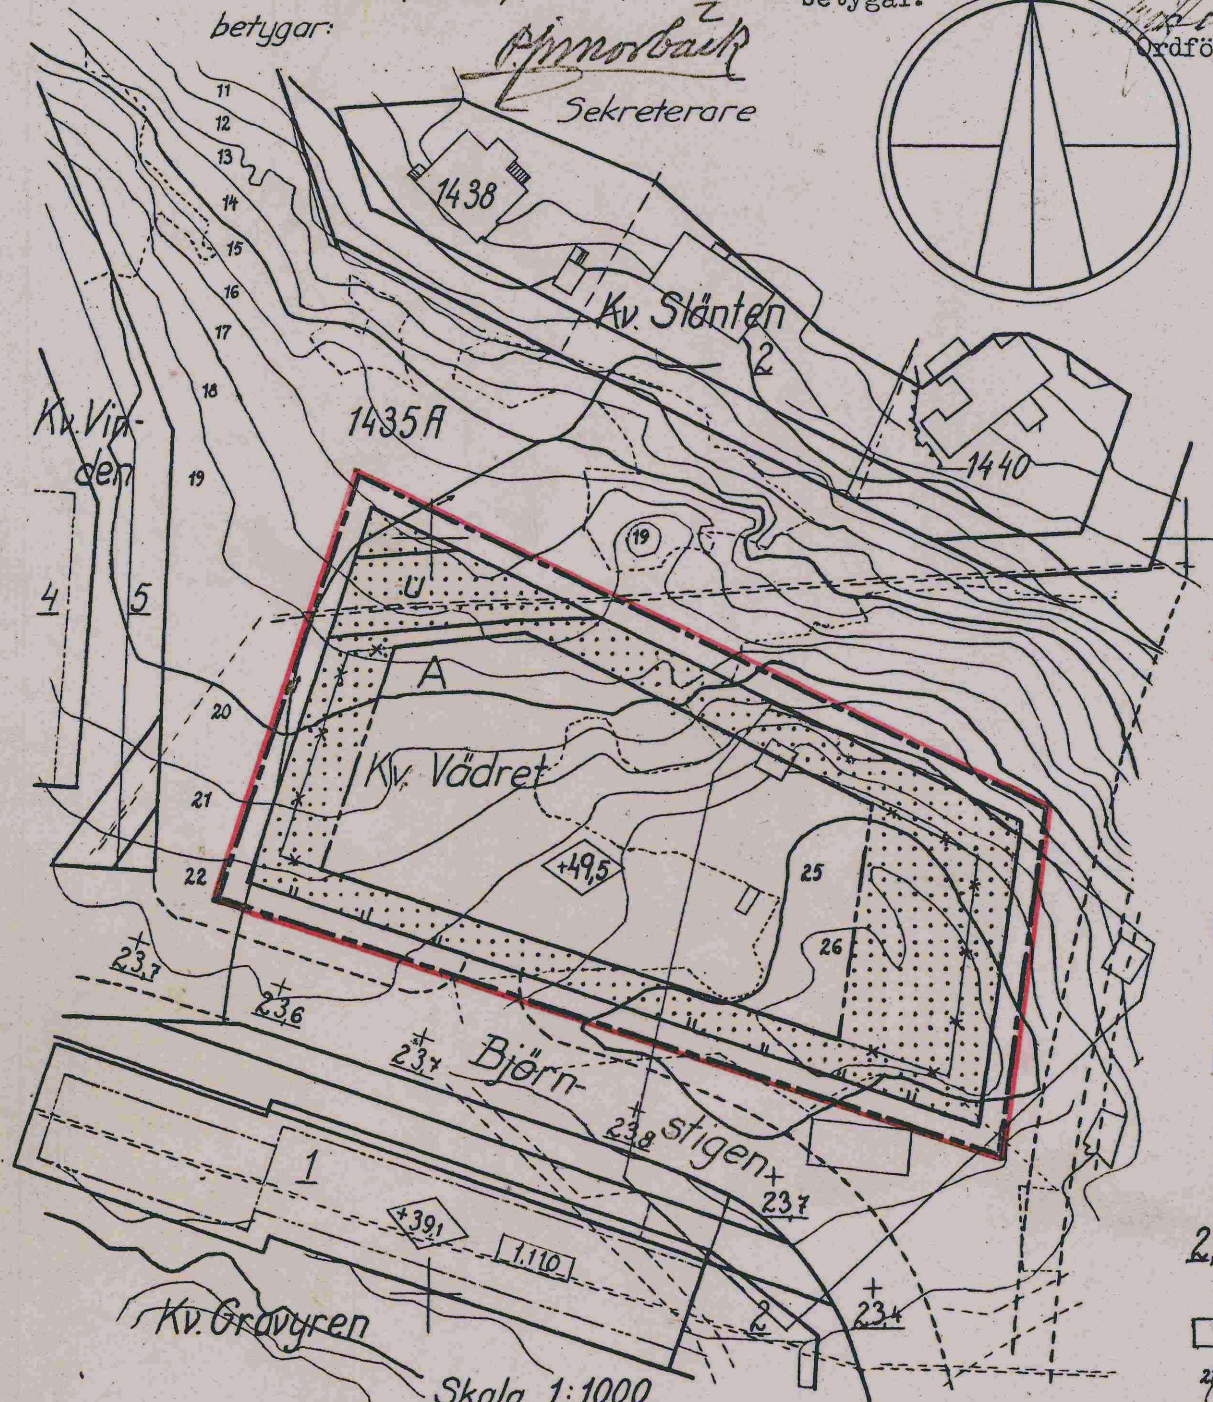 betygar:
betygar.
Ordfö
Sekreterare
11
12
13
14
15
16
17
18
19
1438
Kv. Slänten
2
1435A
1440
Kv. Vin-
den
4
5
19
U
A
20
21
22
Kv. Vädret
+49,5
25
26
23,7
23,6
23,7
Björn-
stigen
23,8
23,7
23,4
1
+39,1
1.110
2
Kv. Gravyren
Skala 1:1000